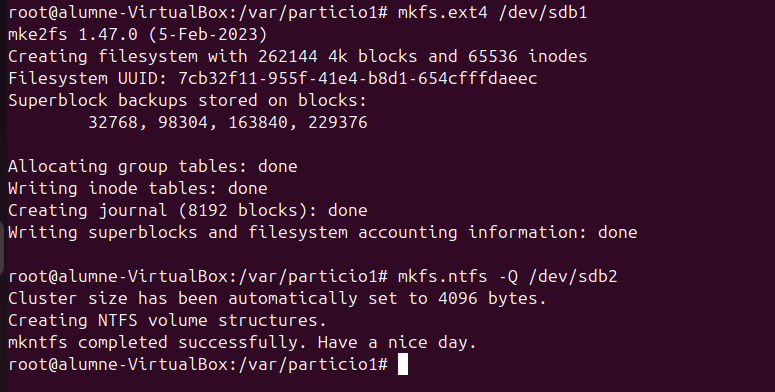 root@alumne-VirtualBox:/var/particio1# mkfs.ext4 /dev/sdb1
mke2fs 1.47.0 (5-Feb-2023)
Creating filesystem with 262144 4k blocks and 65536 inodes
Filesystem UUID: 7cb32f11-955f-41e4-b8d1-654cfffdaeec
Superblock backups stored on blocks:
        32768, 98304, 163840, 229376

Allocating group tables: done
Writing inode tables: done
Creating journal (8192 blocks): done
Writing superblocks and filesystem accounting information: done

root@alumne-VirtualBox:/var/particio1# mkfs.ntfs -Q /dev/sdb2
Cluster size has been automatically set to 4096 bytes.
Creating NTFS volume structures.
mkntfs completed successfully. Have a nice day.
root@alumne-VirtualBox:/var/particio1#